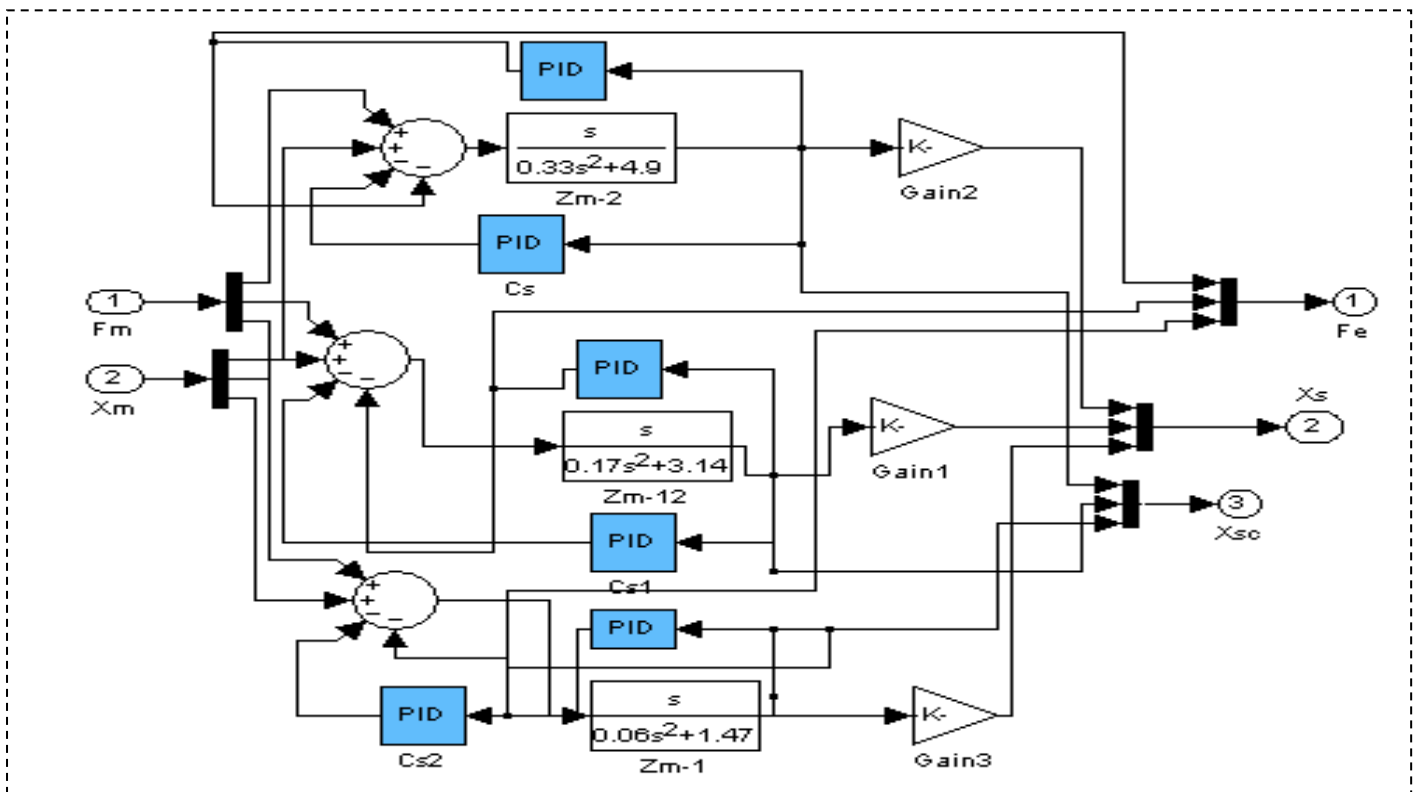 PID
+
+
−
−
s
0.33s²+4.9
Zm-2
K-
Gain2
PID
Cs
1
Fm
2
Xm
+
+
−
−
PID
s
0.17s²+3.14
Zm-12
K-
Gain1
1
Fe
Xs
2
3
Xsc
PID
Cs1
+
+
−
−
PID
PID
Cs2
s
0.06s²+1.47
Zm-1
K-
Gain3